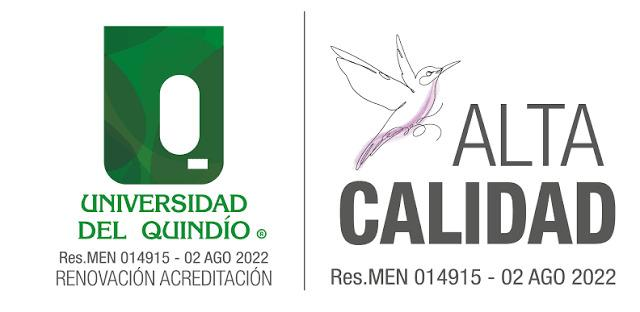 UNIVERSIDAD
DEL QUINDÍO ®
Res.MEN 014915 - 02 AGO 2022
RENOVACIÓN ACREDITACIÓN
ALTA
CALIDAD
Res.MEN 014915 - 02 AGO 2022